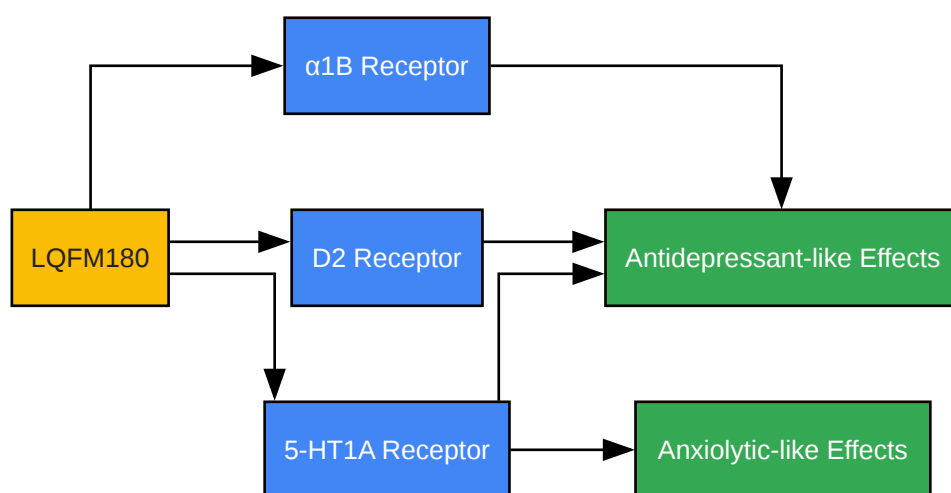 α1B Receptor
LQFM180
D2 Receptor
Antidepressant-like Effects
5-HT1A Receptor
Anxiolytic-like Effects